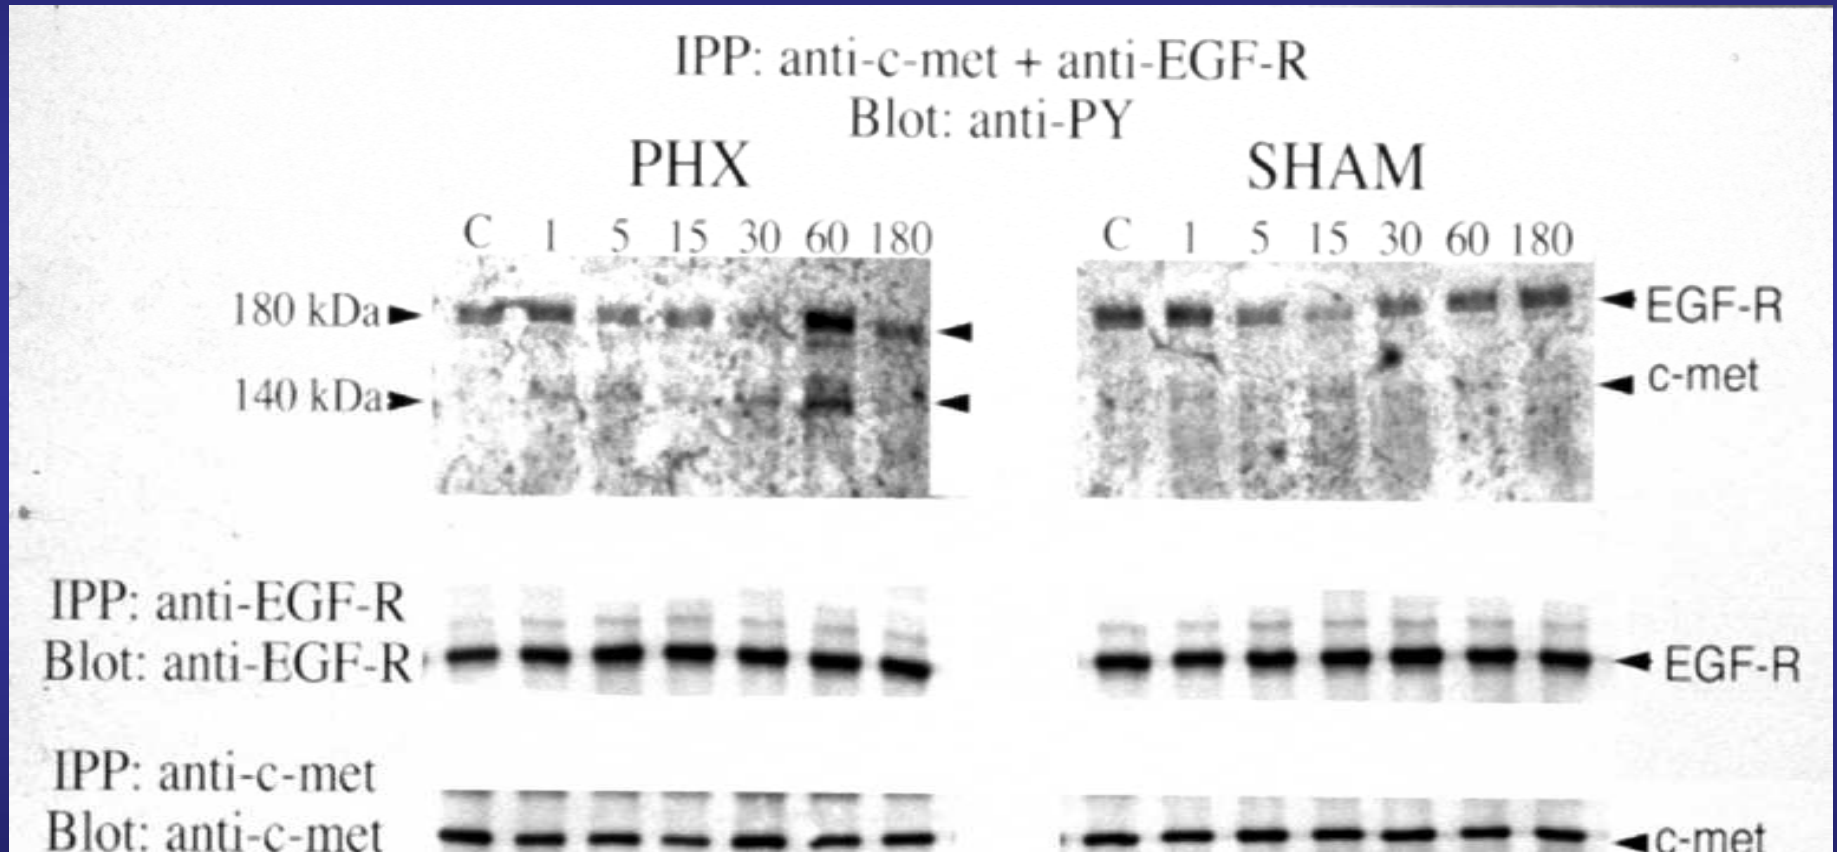 IPP: anti-c-met + anti-EGF-R
Blot: anti-PY
PHX SHAM
C 1 5 15 30 60 180 C 1 5 15 30 60 180
180 kDa EGF-R
140 kDa c-met
IPP: anti-EGF-R
Blot: anti-EGF-R EGF-R
IPP: anti-c-met
Blot: anti-c-met c-met